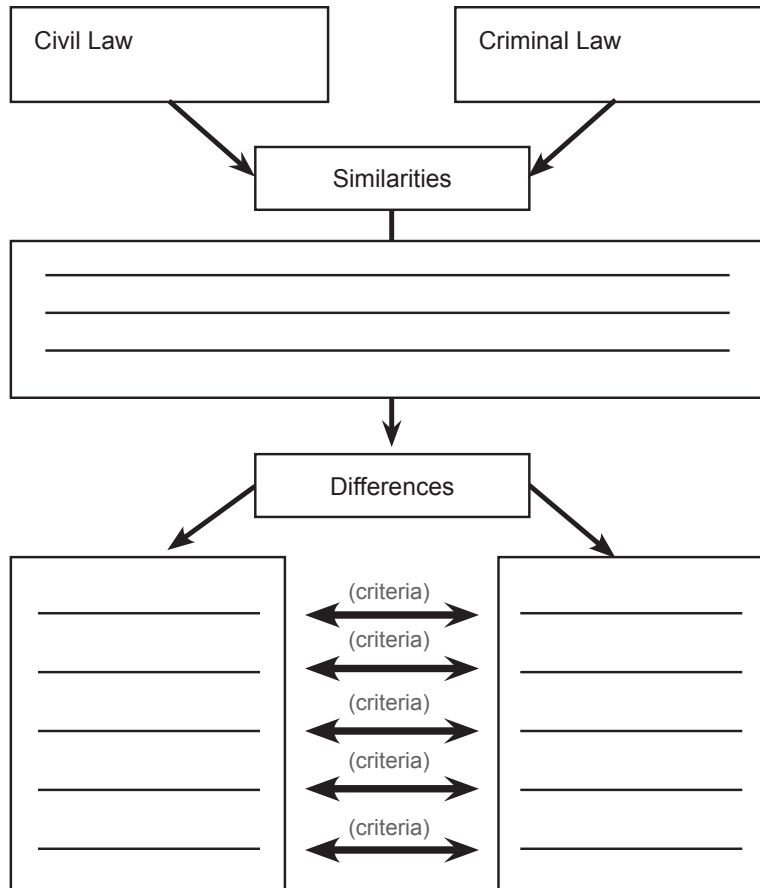 Civil Law
Criminal Law
Similarities
Differences
(criteria)
(criteria)
(criteria)
(criteria)
(criteria)